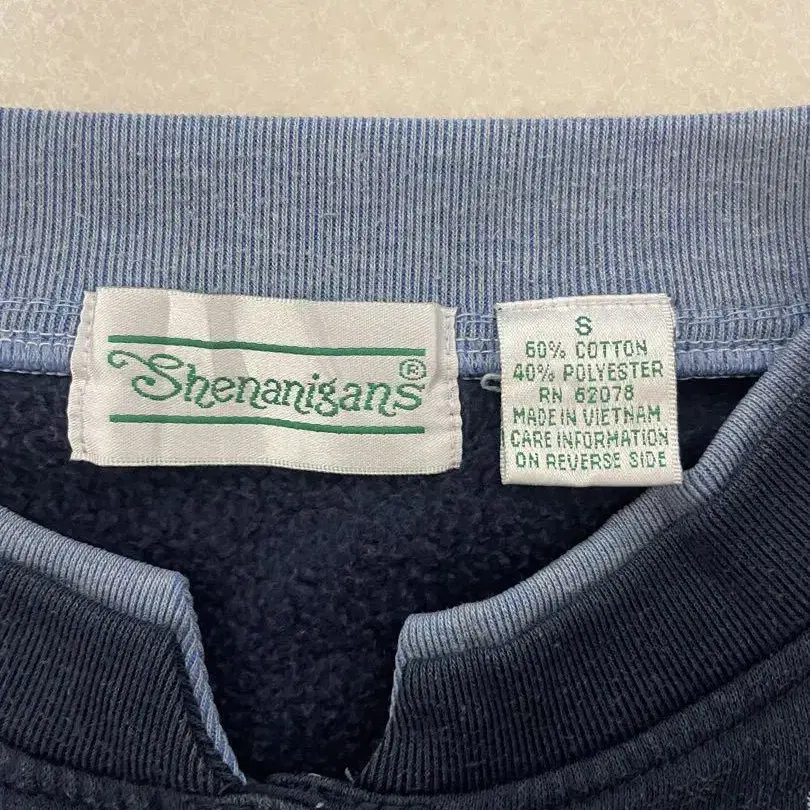 Shenanigans®
S
60% COTTON
40% POLYESTER
RN 62078
MADE IN VIETNAM
CARE INFORMATION
ON REVERSE SIDE